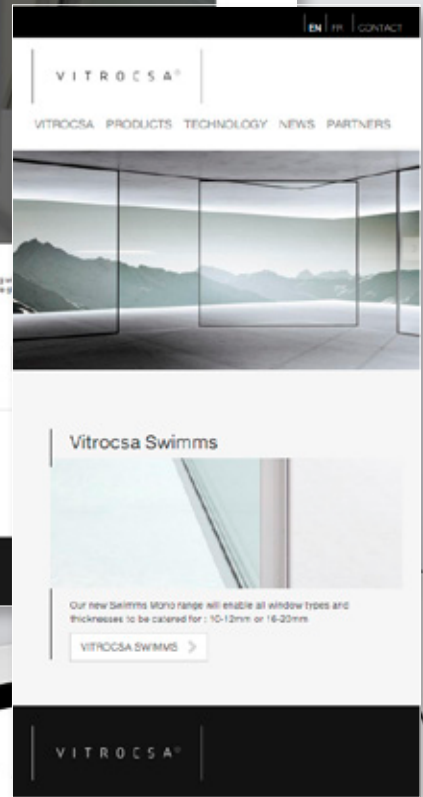 EN FR CONTACT
VITROCSA®
VITROCSA PRODUCTS TECHNOLOGY NEWS PARTNERS
Vitrocsa Swimms
Our new Swimms Mono range will enable all window types and
thicknesses to be catered for : 10-12mm or 16-20mm
VITROCSA SWIMMS
VITROCSA®